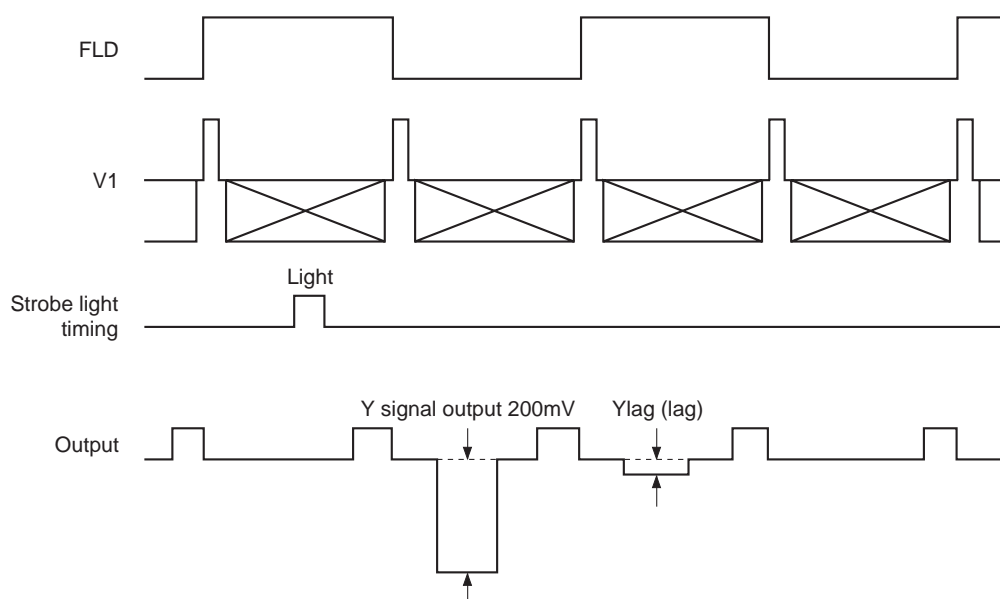 FLD
V1
Light
Strobe light
timing
Y signal output 200mV
Ylag (lag)
Output